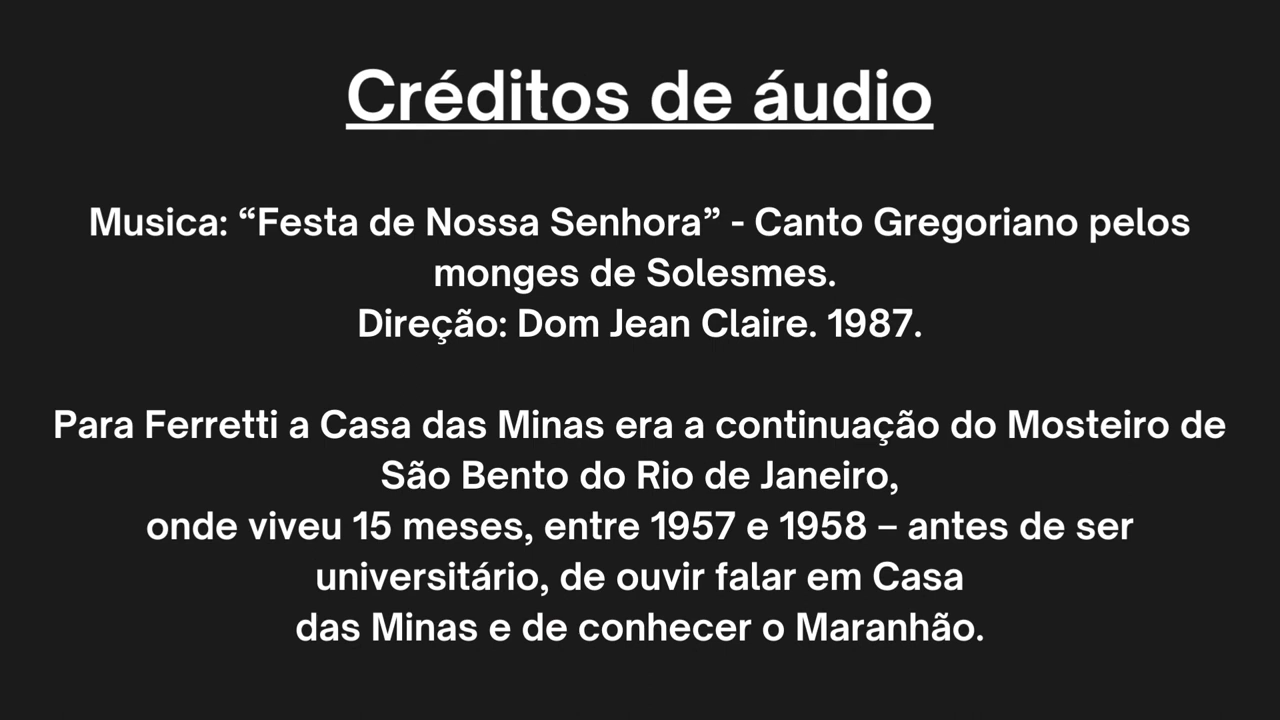 Créditos de áudio
Musica: “Festa de Nossa Senhora” - Canto Gregoriano pelos
monges de Solesmes.
Direção: Dom Jean Claire. 1987.
Para Ferretti a Casa das Minas era a continuação do Mosteiro de
São Bento do Rio de Janeiro,
onde viveu 15 meses, entre 1957 e 1958 – antes de ser
universitário, de ouvir falar em Casa
das Minas e de conhecer o Maranhão.